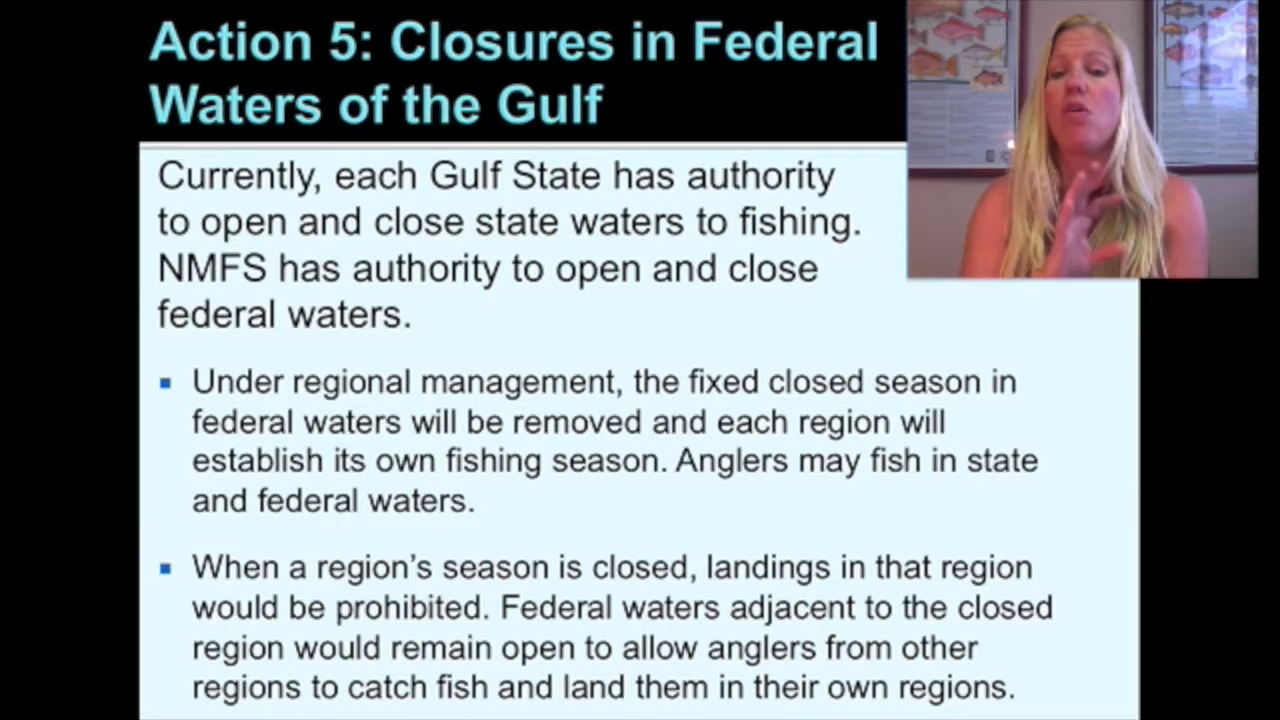 Action 5: Closures in Federal
Waters of the Gulf
Currently, each Gulf State has authority
to open and close state waters to fishing.
NMFS has authority to open and close
federal waters.
▪ Under regional management, the fixed closed season in
federal waters will be removed and each region will
establish its own fishing season. Anglers may fish in state
and federal waters.
▪ When a region’s season is closed, landings in that region
would be prohibited. Federal waters adjacent to the closed
region would remain open to allow anglers from other
regions to catch fish and land them in their own regions.